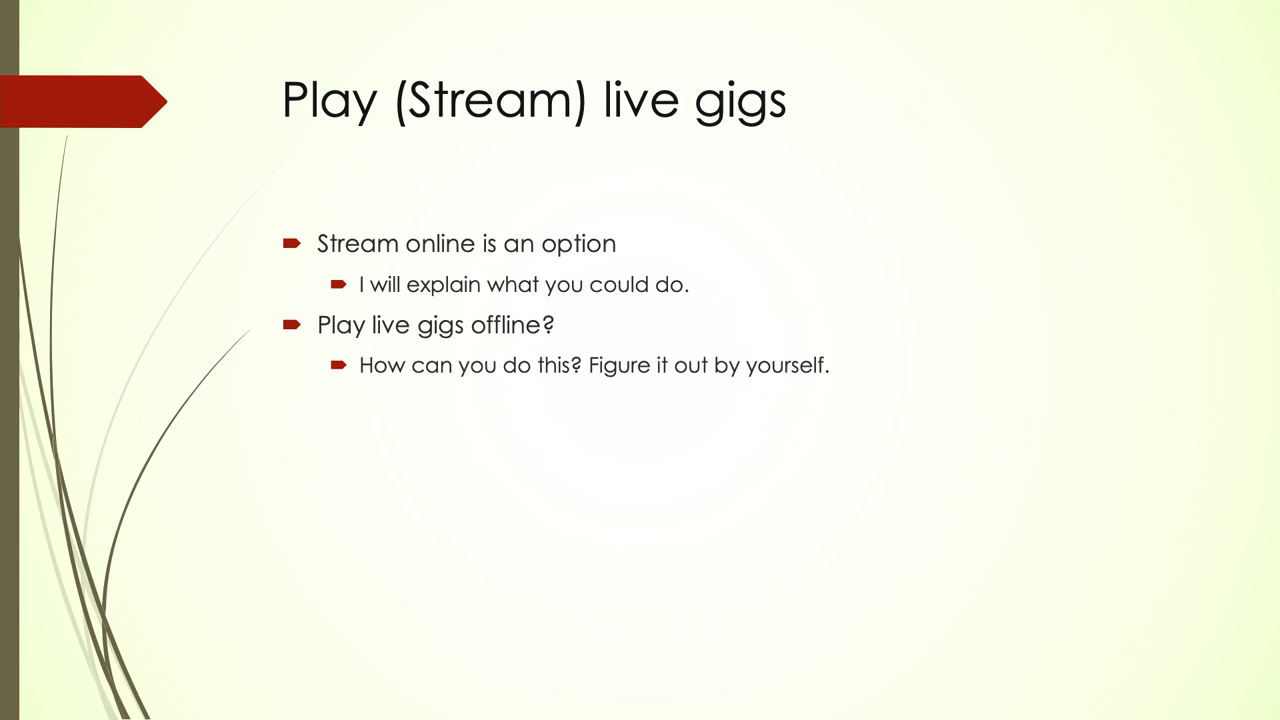 Play (Stream) live gigs
Stream online is an option
I will explain what you could do.
Play live gigs offline?
How can you do this? Figure it out by yourself.